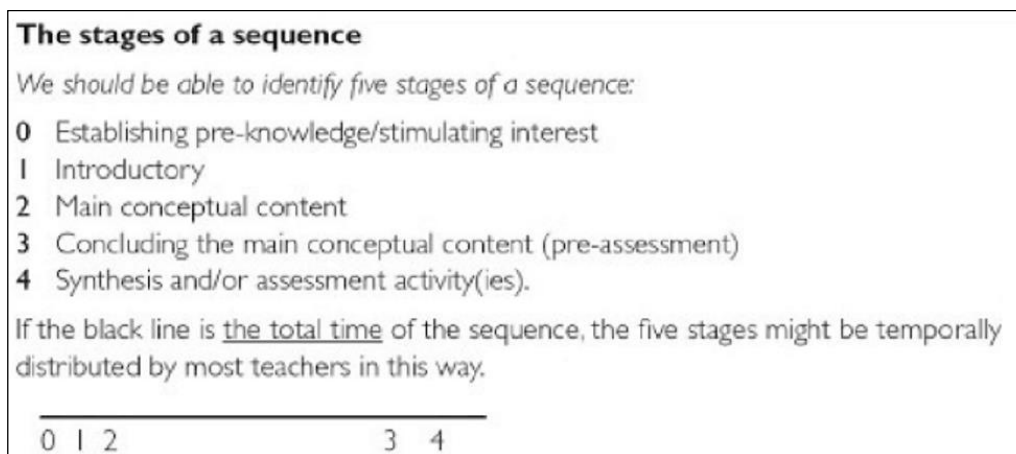 The stages of a sequence
We should be able to identify five stages of a sequence:
0 Establishing pre-knowledge/stimulating interest
1 Introductory
2 Main conceptual content
3 Concluding the main conceptual content (pre-assessment)
4 Synthesis and/or assessment activity(ies).
If the black line is the total time of the sequence, the five stages might be temporally
distributed by most teachers in this way.
0 1 2 3 4